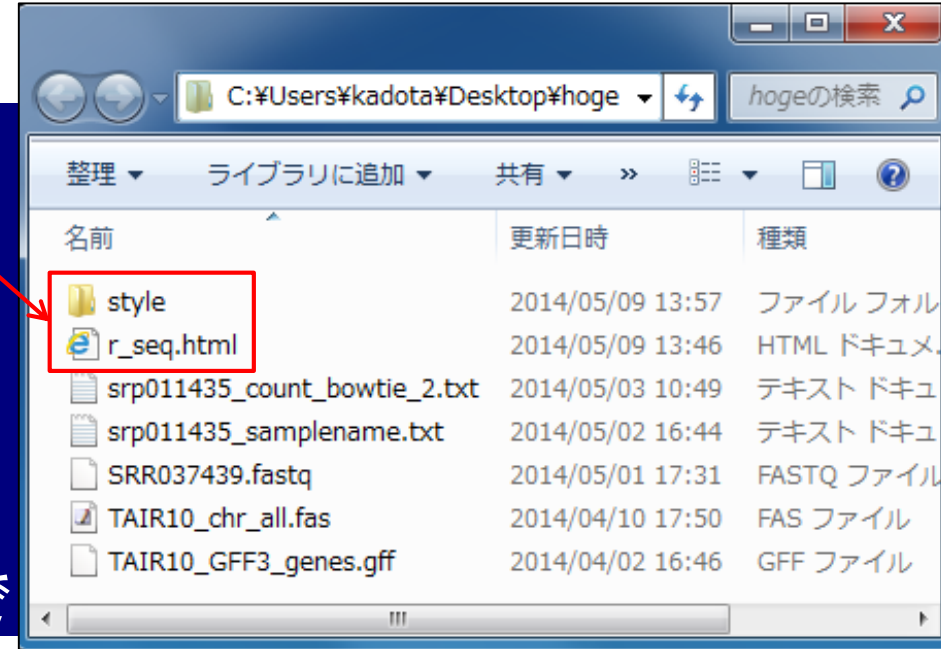 C:¥Users¥kadota¥Desktop¥hoge hogeの検索
整理 ライブラリに追加 共有 »
名前 更新日時 種類
style 2014/05/09 13:57 ファイル フォル
r_seq.html 2014/05/09 13:46 HTML ドキュメ.
srp011435_count_bowtie_2.txt 2014/05/03 10:49 テキスト ドキュ
srp011435_samplename.txt 2014/05/02 16:44 テキスト ドキュ
SRR037439.fastq 2014/05/01 17:31 FASTQ ファイル
TAIR10_chr_all.fas 2014/04/10 17:50 FAS ファイル
TAIR10_GFF3_genes.gff 2014/04/02 16:46 GFF ファイル